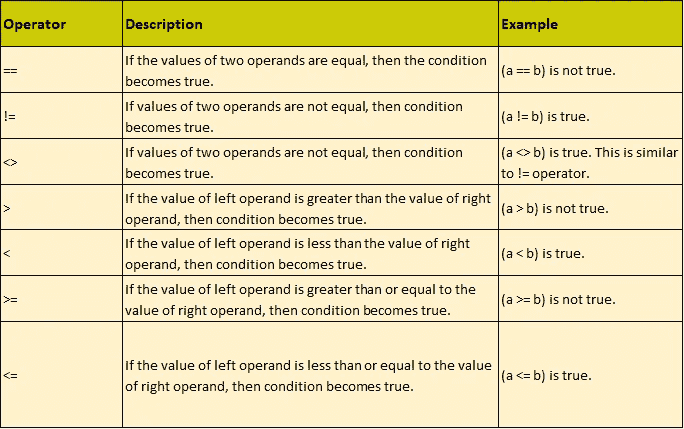 Operator Description Example
==
If the values of two operands are equal, then the condition
becomes true.
(a == b) is not true.
!=
If values of two operands are not equal, then condition
becomes true.
(a != b) is true.
<>
If values of two operands are not equal, then condition
becomes true.
(a <> b) is true. This is similar
to != operator.
>
If the value of left operand is greater than the value of right
operand, then condition becomes true.
(a > b) is not true.
<
If the value of left operand is less than the value of right
operand, then condition becomes true.
(a < b) is true.
>=
If the value of left operand is greater than or equal to the
value of right operand, then condition becomes true.
(a >= b) is not true.
<=
If the value of left operand is less than or equal to the value
of right operand, then condition becomes true.
(a <= b) is true.